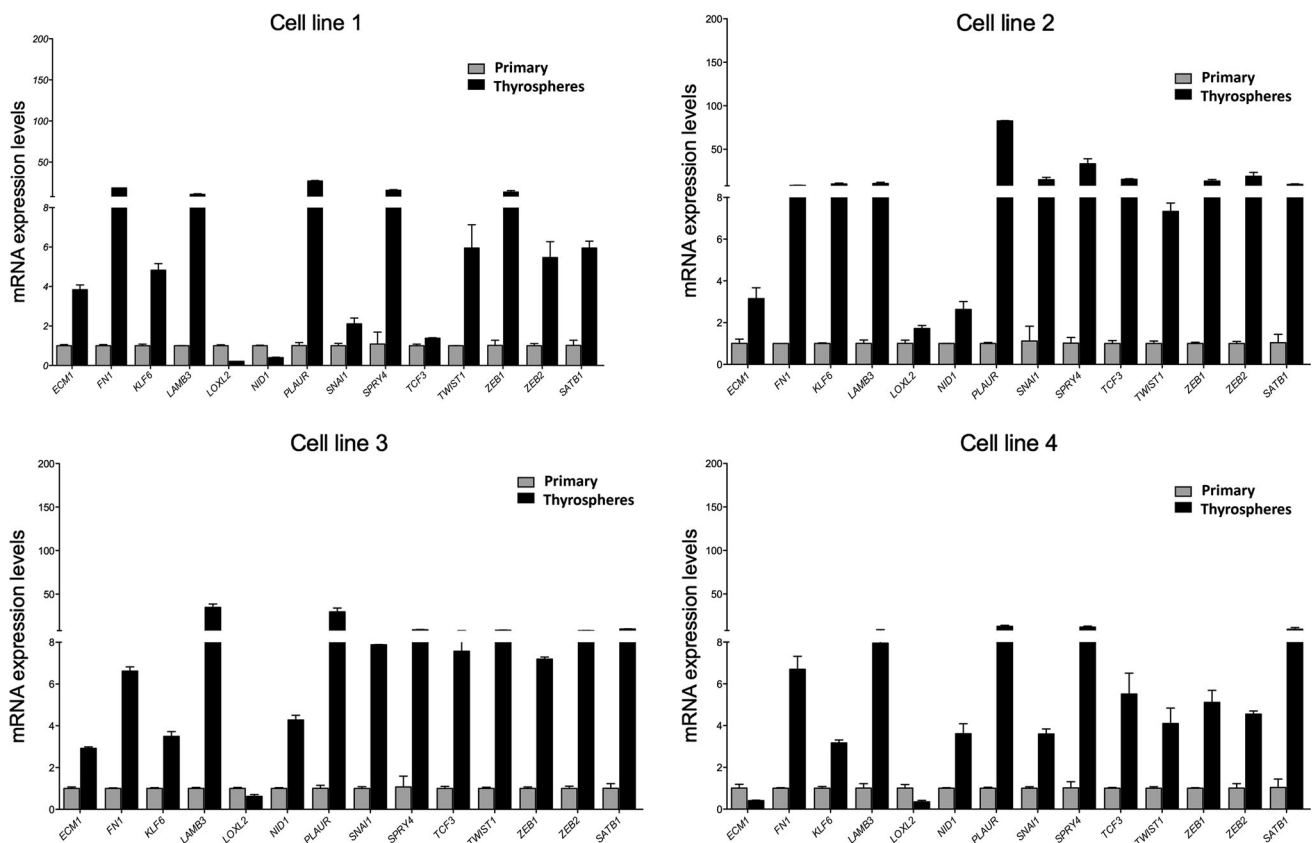 Cell line 1
mRNA expression levels
200
150
100
50
8
6
4
2
0
Primary
Thyrospheres
ECM1 FN1 KLF6 LAMB3 LOXL2 NID1 PLAUR SNAI1 SPRY4 TCF3 TWIST1 ZEB1 ZEB2 SATB1
Cell line 2
mRNA expression levels
200
150
100
50
8
6
4
2
0
Primary
Thyrospheres
ECM1 FN1 KLF6 LAMB3 LOXL2 NID1 PLAUR SNAI1 SPRY4 TCF3 TWIST1 ZEB1 ZEB2 SATB1
Cell line 3
mRNA expression levels
200
150
100
50
8
6
4
2
0
Primary
Thyrospheres
ECM1 FN1 KLF6 LAMB3 LOXL2 NID1 PLAUR SNAI1 SPRY4 TCF3 TWIST1 ZEB1 ZEB2 SATB1
Cell line 4
mRNA expression levels
200
150
100
50
8
6
4
2
0
Primary
Thyrospheres
ECM1 FN1 KLF6 LAMB3 LOXL2 NID1 PLAUR SNAI1 SPRY4 TCF3 TWIST1 ZEB1 ZEB2 SATB1